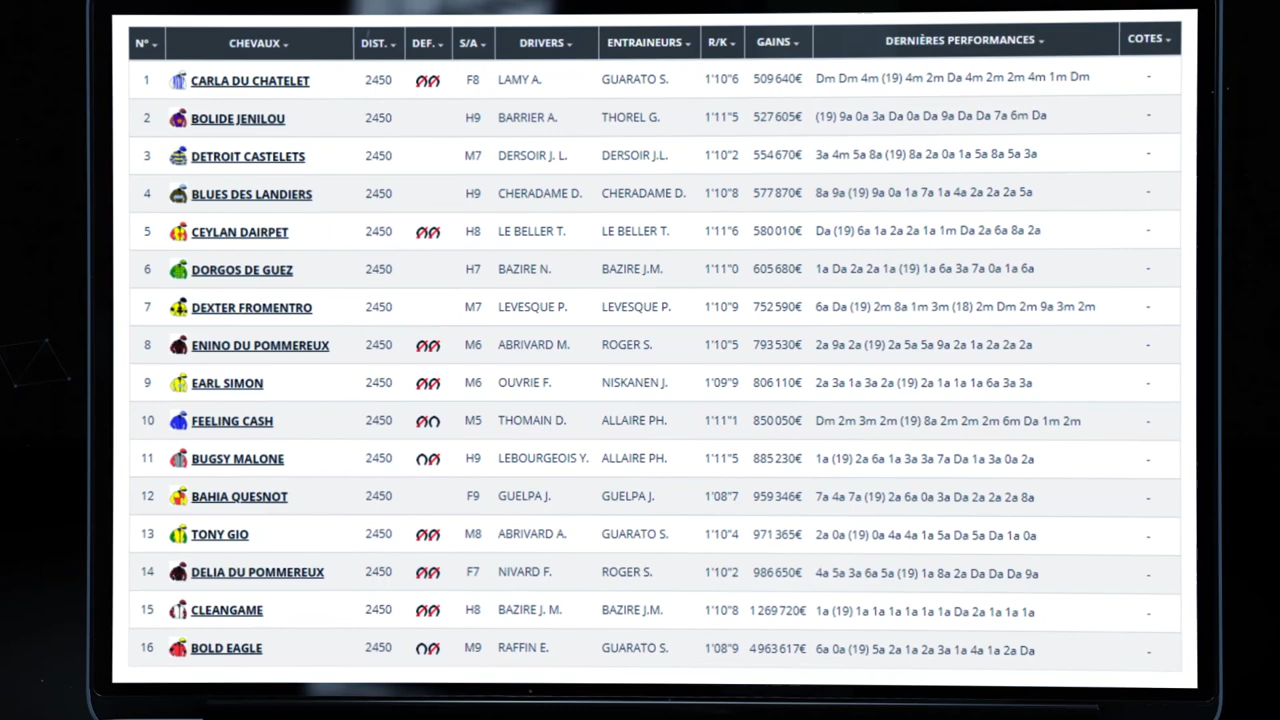 N° CHEVAUX DIST. DEF. S/A DRIVERS ENTRAINEURS R/K GAINS DERNIÈRES PERFORMANCES COTES
1 CARLA DU CHATELET 2450 F8 LAMY A. GUARATO S. 1'10"6 509 640€ Dm Dm 4m (19) 4m 2m Da 4m 2m 2m 4m 1m Dm -
2 BOLIDE JENILOU 2450 H9 BARRIER A. THOREL G. 1'11"5 527 605€ (19) 9a 0a 3a Da 0a Da 9a Da Da 7a 6m Da -
3 DETROIT CASTELETS 2450 M7 DERSOIR J. L. DERSOIR J.L. 1'10"2 554 670€ 3a 4m 5a 8a (19) 8a 2a 0a 1a 5a 8a 5a 3a -
4 BLUES DES LANDIERS 2450 H9 CHERADAME D. CHERADAME D. 1'10"8 577 870€ 8a 9a (19) 9a 0a 1a 7a 1a 4a 2a 2a 2a 5a -
5 CEYLAN DAIRPET 2450 H8 LE BELLER T. LE BELLER T. 1'11"6 580 010€ Da (19) 6a 1a 2a 2a 1a 1m Da 2a 6a 8a 2a -
6 DORGOS DE GUEZ 2450 H7 BAZIRE N. BAZIRE J.M. 1'11"0 605 680€ 1a Da 2a 2a 1a (19) 1a 6a 3a 7a 0a 1a 6a -
7 DEXTER FROMENTRO 2450 M7 LEVESQUE P. LEVESQUE P. 1'10"9 752 590€ 6a Da (19) 2m 8a 1m 3m (18) 2m Dm 2m 9a 3m 2m -
8 ENINO DU POMMEREUX 2450 M6 ABRIVARD M. ROGER S. 1'10"5 793 530€ 2a 9a 2a (19) 2a 5a 5a 9a 2a 1a 2a 2a 2a -
9 EARL SIMON 2450 M6 OUVRIE F. NISKANEN J. 1'09"9 806 110€ 2a 3a 1a 3a 2a (19) 2a 1a 1a 1a 6a 3a 3a -
10 FEELING CASH 2450 M5 THOMAIN D. ALLAIRE PH. 1'11"1 850 050€ Dm 2m 3m 2m (19) 8a 2m 2m 2m 6m Da 1m 2m -
11 BUGSY MALONE 2450 H9 LEBOURGEOIS Y. ALLAIRE PH. 1'11"5 885 230€ 1a (19) 2a 6a 1a 3a 3a 7a Da 1a 3a 0a 2a -
12 BAHIA QUESNOT 2450 F9 GUELPA J. GUELPA J. 1'08"7 959 346€ 7a 4a 7a (19) 2a 6a 0a 3a Da 2a 2a 2a 8a -
13 TONY GIO 2450 M8 ABRIVARD A. GUARATO S. 1'10"4 971 365€ 2a 0a (19) 0a 4a 4a 1a 5a Da 5a Da 1a 0a -
14 DELIA DU POMMEREUX 2450 F7 NIVARD F. ROGER S. 1'10"2 986 650€ 4a 5a 3a 6a 5a (19) 1a 8a 2a Da Da Da 9a -
15 CLEANGAME 2450 H8 BAZIRE J. M. BAZIRE J.M. 1'10"8 1 269 720€ 1a (19) 1a 1a 1a 1a 1a 1a Da 2a 1a 1a 1a -
16 BOLD EAGLE 2450 M9 RAFFIN E. GUARATO S. 1'08"9 4 963 617€ 6a 0a (19) 5a 2a 1a 2a 3a 1a 4a 1a 2a Da -